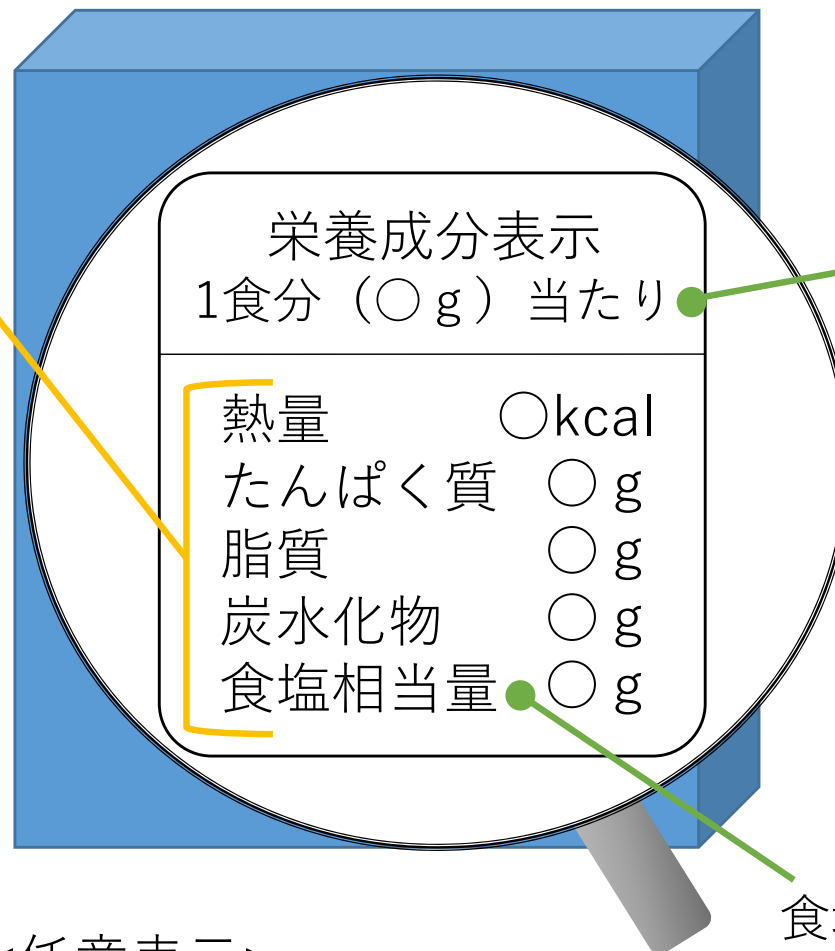 栄養成分表示
1食分（○ｇ）当たり
熱量 ○kcal
たんぱく質 ○ｇ
脂質 ○ｇ
炭水化物 ○ｇ
食塩相当量 ○ｇ